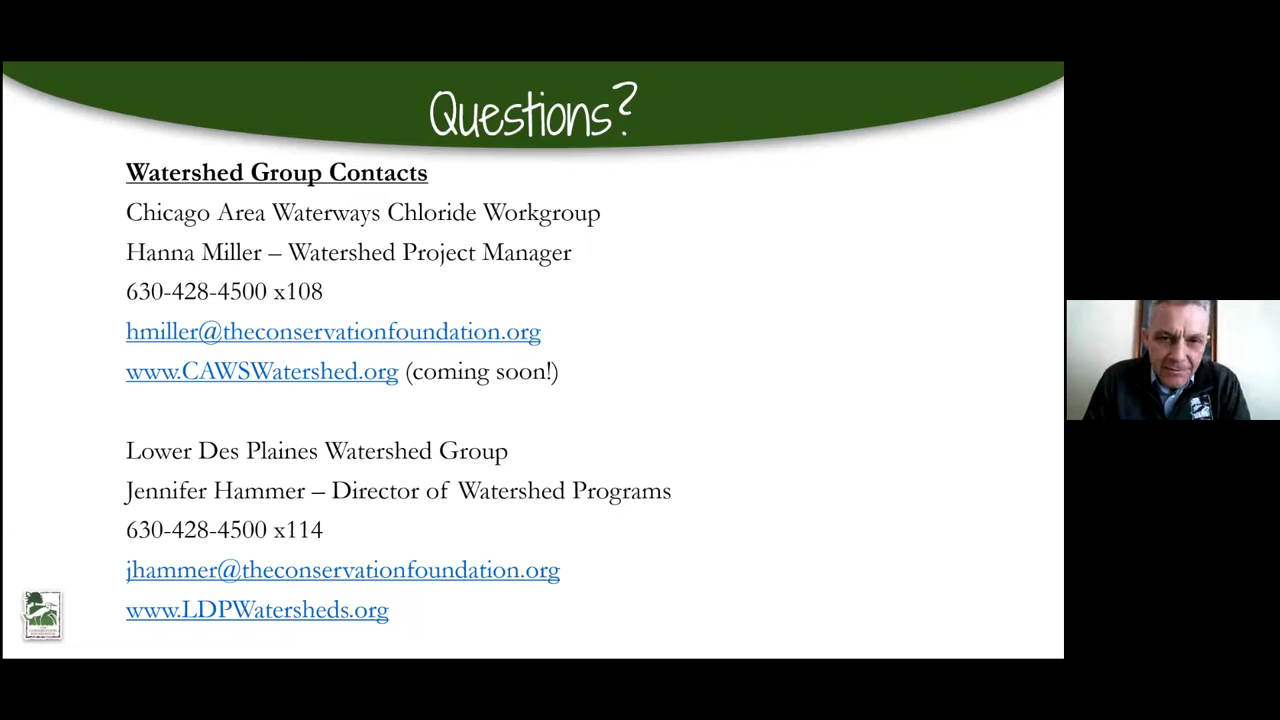 Questions?
Watershed Group Contacts
Chicago Area Waterways Chloride Workgroup
Hanna Miller – Watershed Project Manager
630-428-4500 x108
hmiller@theconservationfoundation.org
www.CAWSWatershed.org (coming soon!)
Lower Des Plaines Watershed Group
Jennifer Hammer – Director of Watershed Programs
630-428-4500 x114
jhammer@theconservationfoundation.org
www.LDPWatersheds.org